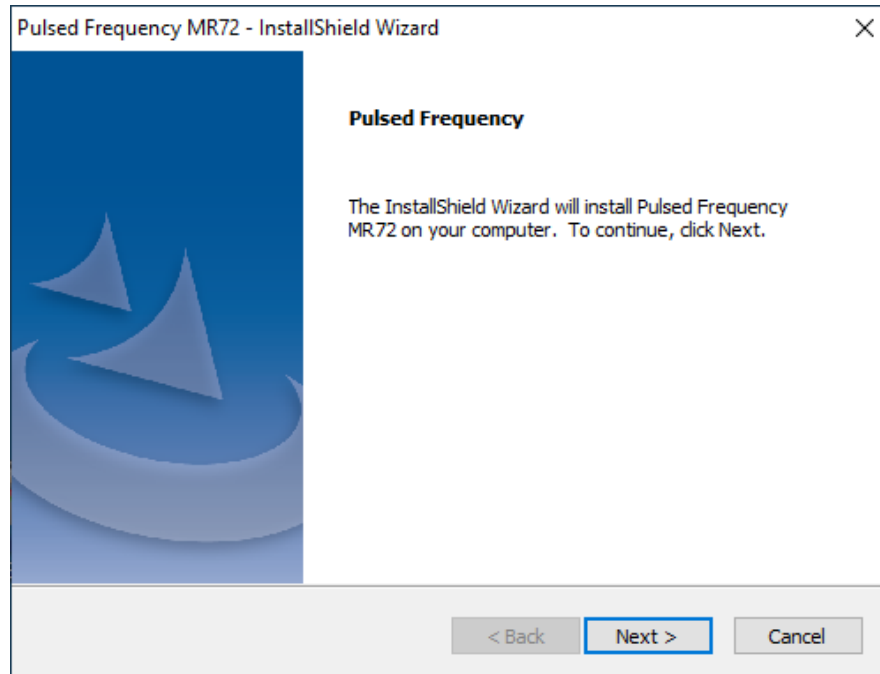 Pulsed Frequency MR72 - InstallShield Wizard
Pulsed Frequency
The InstallShield Wizard will install Pulsed Frequency
MR72 on your computer.  To continue, click Next.
< Back
Next >
Cancel